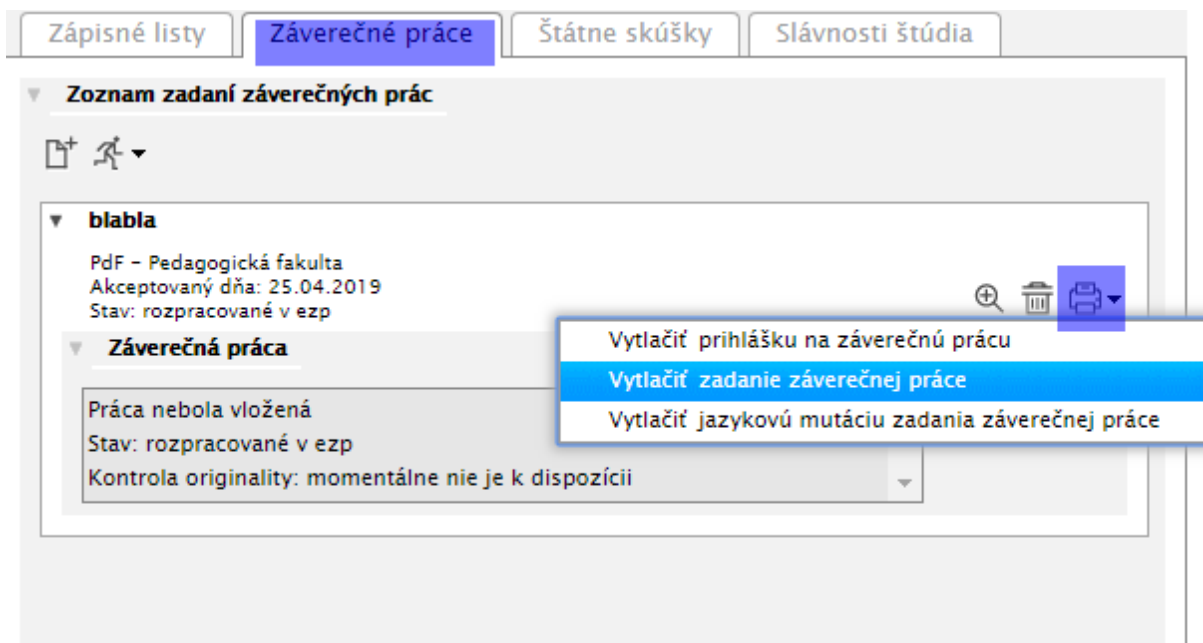 Zápisné listy Záverečné práce Štátne skúšky Slávnosti štúdia
Zoznam zadaní záverečných prác
blabla
PdF – Pedagogická fakulta
Akceptovaný dňa: 25.04.2019
Stav: rozpracované v ezp
Záverečná práca
Vytlačiť prihlášku na záverečnú prácu
Vytlačiť zadanie záverečnej práce
Vytlačiť jazykovú mutáciu zadania záverečnej práce
Práca nebola vložená
Stav: rozpracované v ezp
Kontrola originality: momentálne nie je k dispozícii